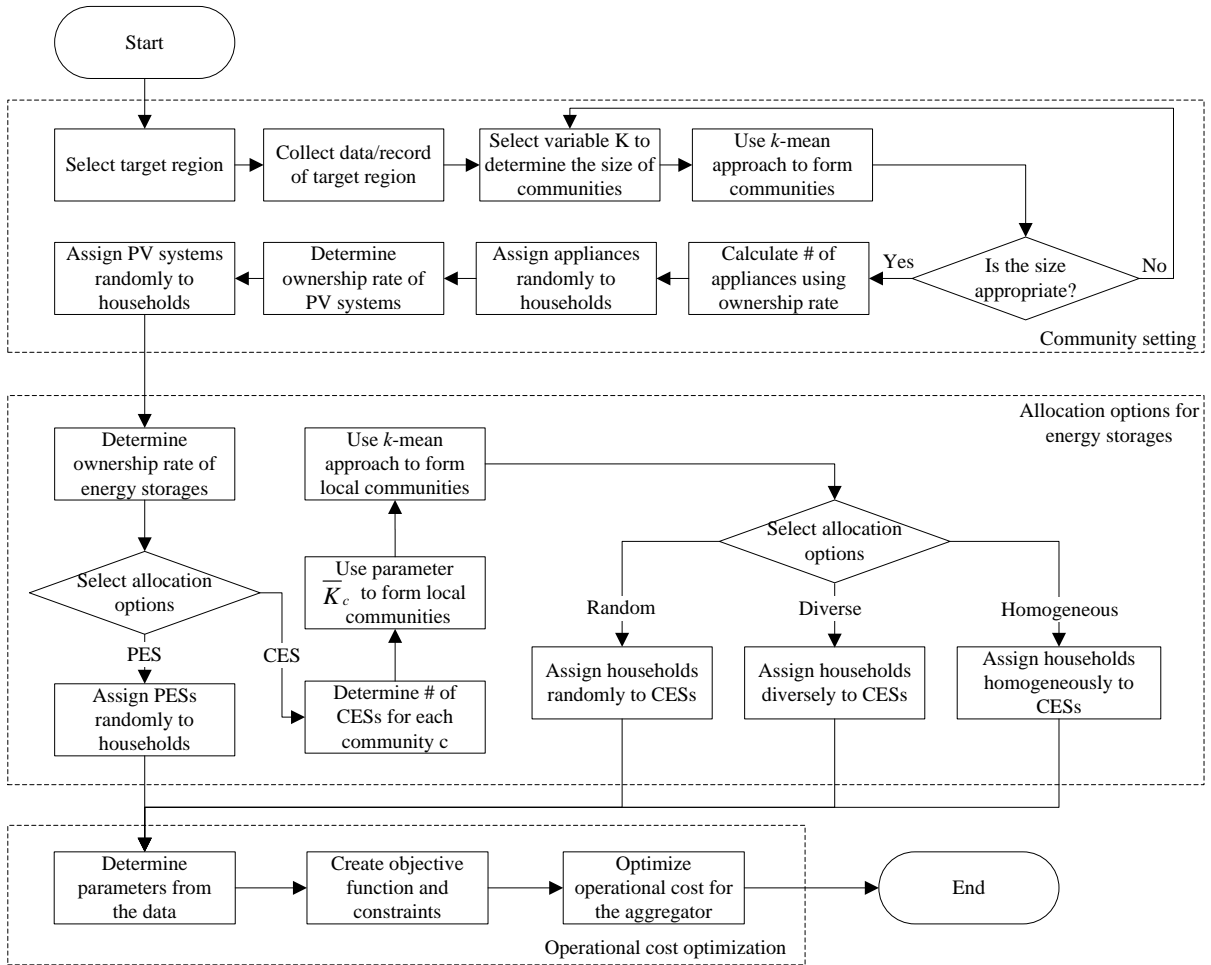 Start
Select target region
Collect data/record
of target region
Select variable K to
determine the size of
communities
Use k-mean
approach to form
communities
Is the size
appropriate?
No
Yes
Calculate # of
appliances using
ownership rate
Assign appliances
randomly to
households
Determine
ownership rate of
PV systems
Assign PV systems
randomly to
households
Community setting
Allocation options for
energy storages
Determine
ownership rate of
energy storages
Select allocation
options
PES
CES
Assign PESs
randomly to
households
Determine # of
CESs for each
community c
Use parameter
K̅c to form local
communities
Use k-mean
approach to form
local communities
Select allocation
options
Random
Diverse
Homogeneous
Assign households
randomly to CESs
Assign households
diversely to CESs
Assign households
homogeneously to
CESs
Determine
parameters from
the data
Create objective
function and
constraints
Optimize
operational cost for
the aggregator
End
Operational cost optimization